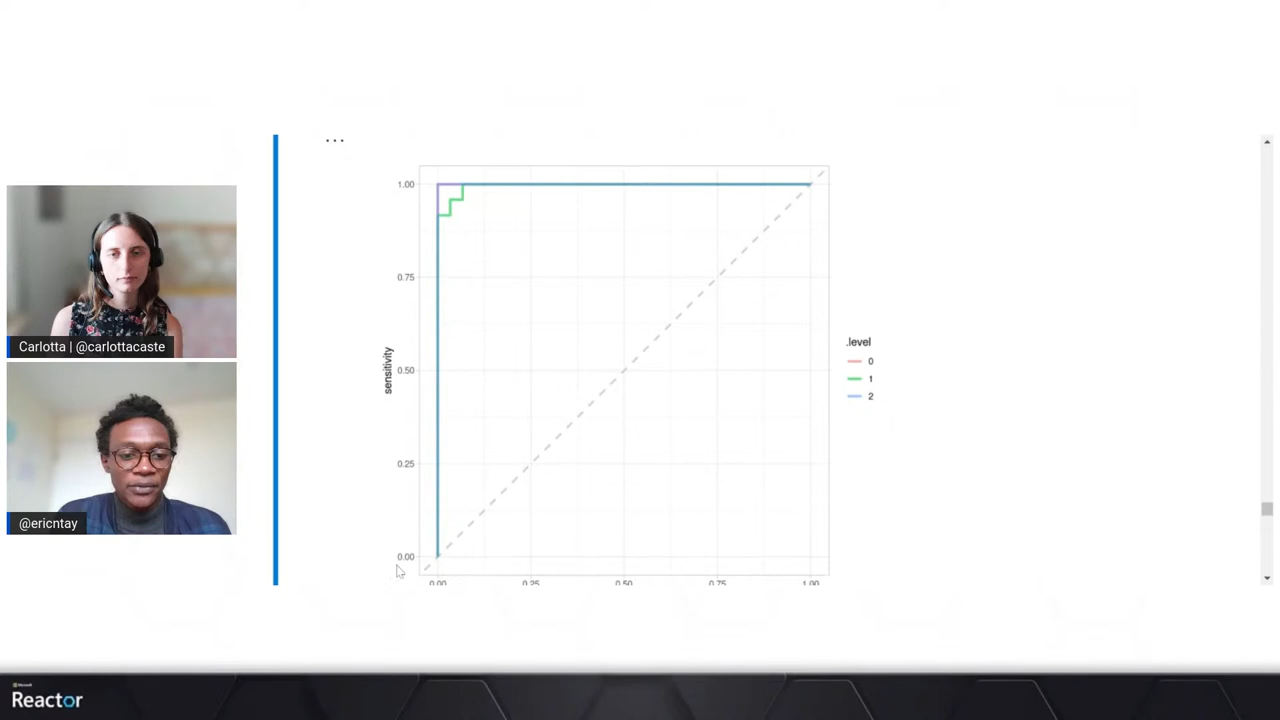 ...
1.00
0.75
0.50
0.25
0.00
sensitivity
0.00 0.25 0.50 0.75 1.00
.level
0
1
2
Carlotta | @carlottacaste
@ericntay
Microsoft
Reactor